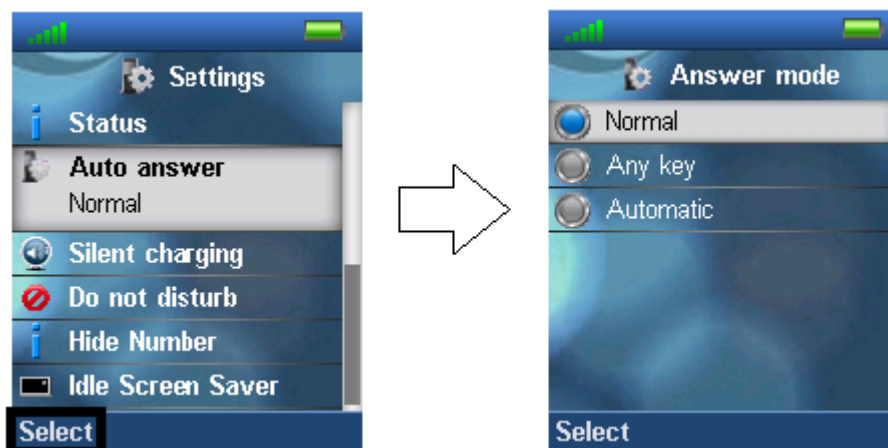 Settings
Status
Auto answer
Normal
Silent charging
Do not disturb
Hide Number
Idle Screen Saver
Select
Answer mode
Normal
Any key
Automatic
Select